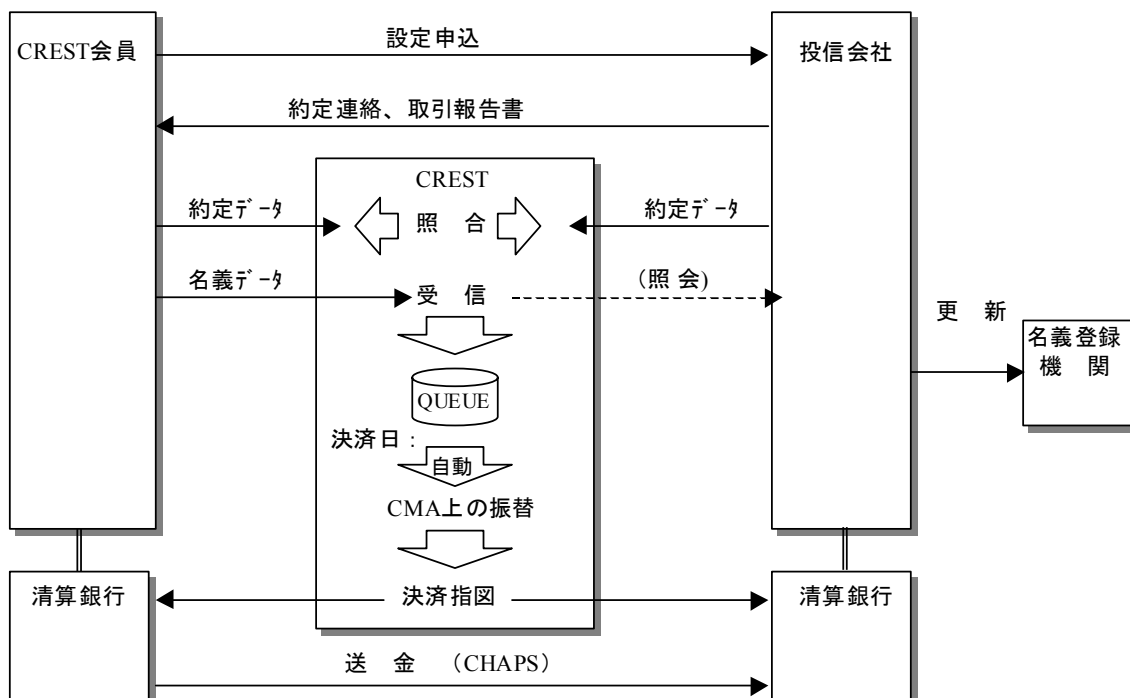 CREST会員
設定申込
投信会社
約定連絡、取引報告書
CREST
約定ﾃﾞｰﾀ
照 合
約定ﾃﾞｰﾀ
名義ﾃﾞｰﾀ
受 信
(照 会)
更 新
名義登録
機 関
QUEUE
決済日：
自動
CMA上の振替
清算銀行
決済指図
清算銀行
送 金 （CHAPS）